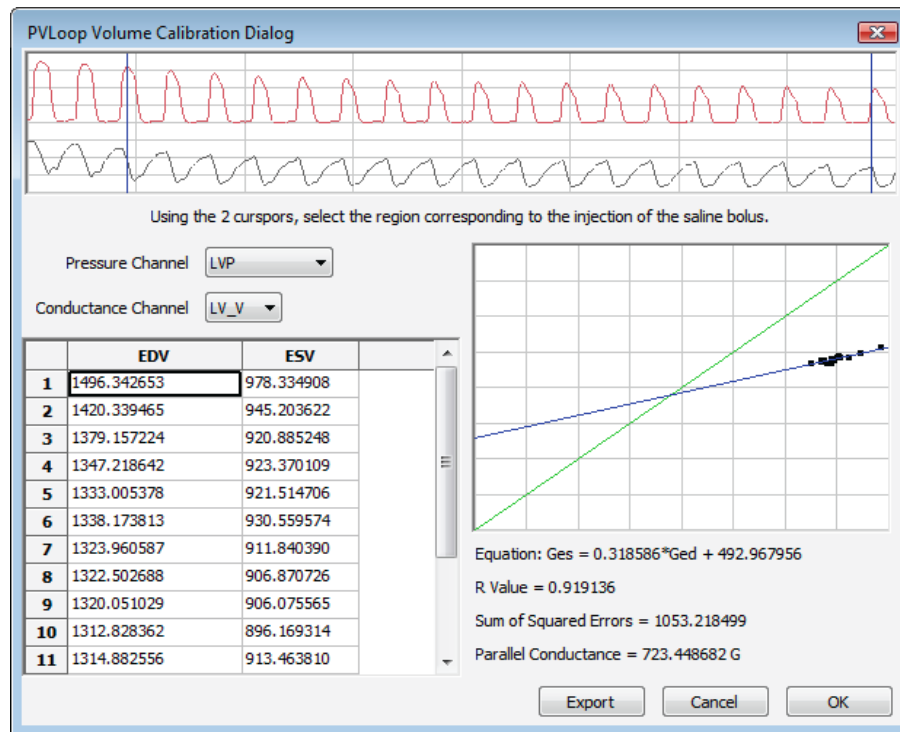 PVLoop Volume Calibration Dialog
Using the 2 curspors, select the region corresponding to the injection of the saline bolus.
Pressure Channel LVP
Conductance Channel LV_V
EDV ESV
1 1496.342653 978.334908
2 1420.339465 945.203622
3 1379.157224 920.885248
4 1347.218642 923.370109
5 1333.005378 921.514706
6 1338.173813 930.559574
7 1323.960587 911.840390
8 1322.502688 906.870726
9 1320.051029 906.075565
10 1312.828362 896.169314
11 1314.882556 913.463810
Equation: Ges = 0.318586*Ged + 492.967956
R Value = 0.919136
Sum of Squared Errors = 1053.218499
Parallel Conductance = 723.448682 G
Export Cancel OK